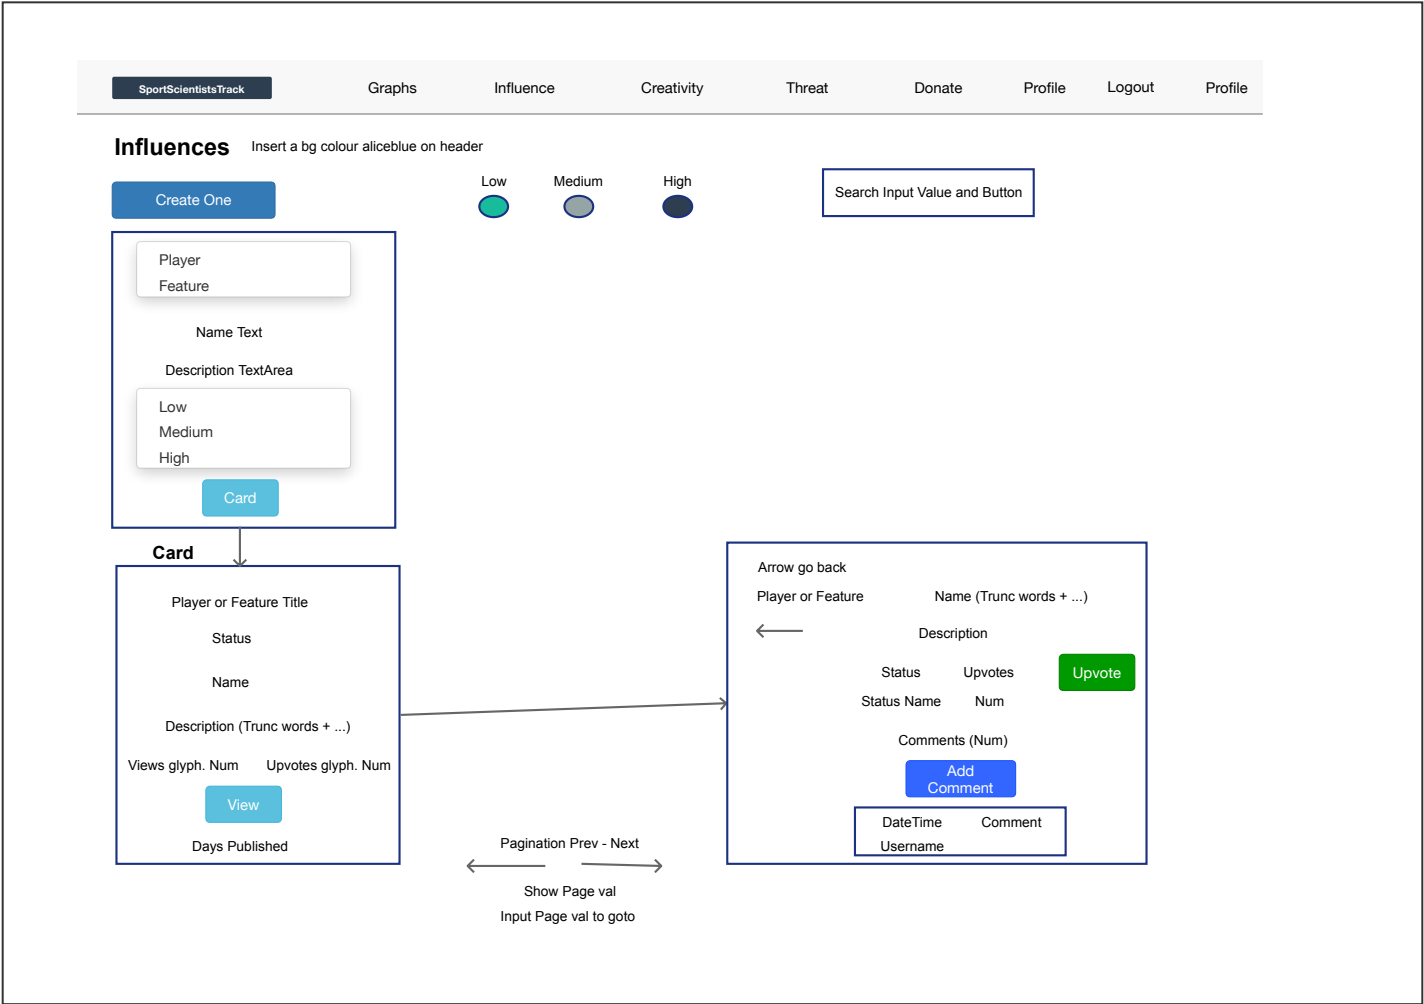 SportScientistsTrack Graphs Influence Creativity Threat Donate Profile Logout Profile
Influences Insert a bg colour aliceblue on header
Create One
Low Medium High
Search Input Value and Button
Player
Feature
Name Text
Description TextArea
Low
Medium
High
Card
Card
Player or Feature Title
Status
Name
Description (Trunc words + ...)
Views glyph. Num Upvotes glyph. Num
View
Days Published
Pagination Prev - Next
Show Page val
Input Page val to goto
Arrow go back
Player or Feature Name (Trunc words + ...)
Description
Status Upvotes Upvote
Status Name Num
Comments (Num)
Add
Comment
DateTime Comment
Username